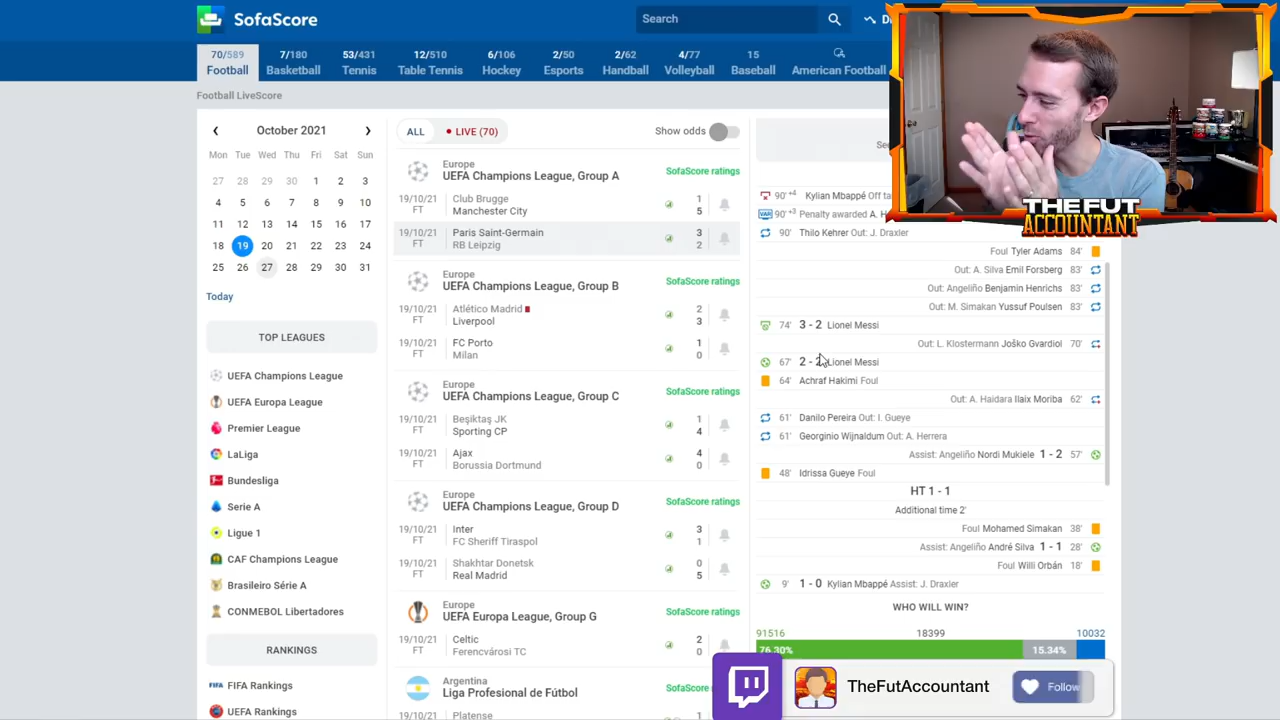 SofaScore
Search
70/589
Football
7/180
Basketball
53/431
Tennis
12/510
Table Tennis
6/106
Hockey
2/50
Esports
2/62
Handball
4/77
Volleyball
15
Baseball
American Football
Football LiveScore
October 2021
Mon Tue Wed Thu Fri Sat Sun
27 28 29 30 1 2 3
4 5 6 7 8 9 10
11 12 13 14 15 16 17
18 19 20 21 22 23 24
25 26 27 28 29 30 31
Today
TOP LEAGUES
UEFA Champions League
UEFA Europa League
Premier League
LaLiga
Bundesliga
Serie A
Ligue 1
CAF Champions League
Brasileiro Série A
CONMEBOL Libertadores
RANKINGS
FIFA FIFA Rankings
UEFA Rankings
ALL LIVE (70) Show odds
Europe
UEFA Champions League, Group A SofaScore ratings
19/10/21 Club Brugge 1
FT Manchester City 5
19/10/21 Paris Saint-Germain 3
FT RB Leipzig 2
Europe
UEFA Champions League, Group B SofaScore ratings
19/10/21 Atlético Madrid 2
FT Liverpool 3
19/10/21 FC Porto 1
FT Milan 0
Europe
UEFA Champions League, Group C SofaScore ratings
19/10/21 Beşiktaş JK 1
FT Sporting CP 4
19/10/21 Ajax 4
FT Borussia Dortmund 0
Europe
UEFA Champions League, Group D SofaScore ratings
19/10/21 Inter 3
FT FC Sheriff Tiraspol 1
19/10/21 Shakhtar Donetsk 0
FT Real Madrid 5
Europe
UEFA Europa League, Group G SofaScore ratings
19/10/21 Celtic 2
FT Ferencvárosi TC 0
Argentina
Liga Profesional de Fútbol
19/10/21 Platense
90'+4 Kylian Mbappé Off
VAR 90'+3 Penalty awarded A.
90' Thilo Kehrer Out: J. Draxler
Foul Tyler Adams 84'
Out: A. Silva Emil Forsberg 83'
Out: Angeliño Benjamin Henrichs 83'
Out: M. Simakan Yussuf Poulsen 83'
74' 3 - 2 Lionel Messi
Out: L. Klostermann Joško Gvardiol 70'
67' 2 - 2 Lionel Messi
64' Achraf Hakimi Foul
Out: A. Haidara Ilaix Moriba 62'
61' Danilo Pereira Out: I. Gueye
61' Georginio Wijnaldum Out: A. Herrera
Assist: Angeliño Nordi Mukiele 1 - 2 57'
48' Idrissa Gueye Foul
HT 1 - 1
Additional time 2'
Foul Mohamed Simakan 38'
Assist: Angeliño André Silva 1 - 1 28'
Foul Willi Orbán 18'
9' 1 - 0 Kylian Mbappé Assist: J. Draxler
WHO WILL WIN?
91516 18399 10032
76.30% 15.34%
THE FUT
ACCOUNTANT
TheFutAccountant Follow